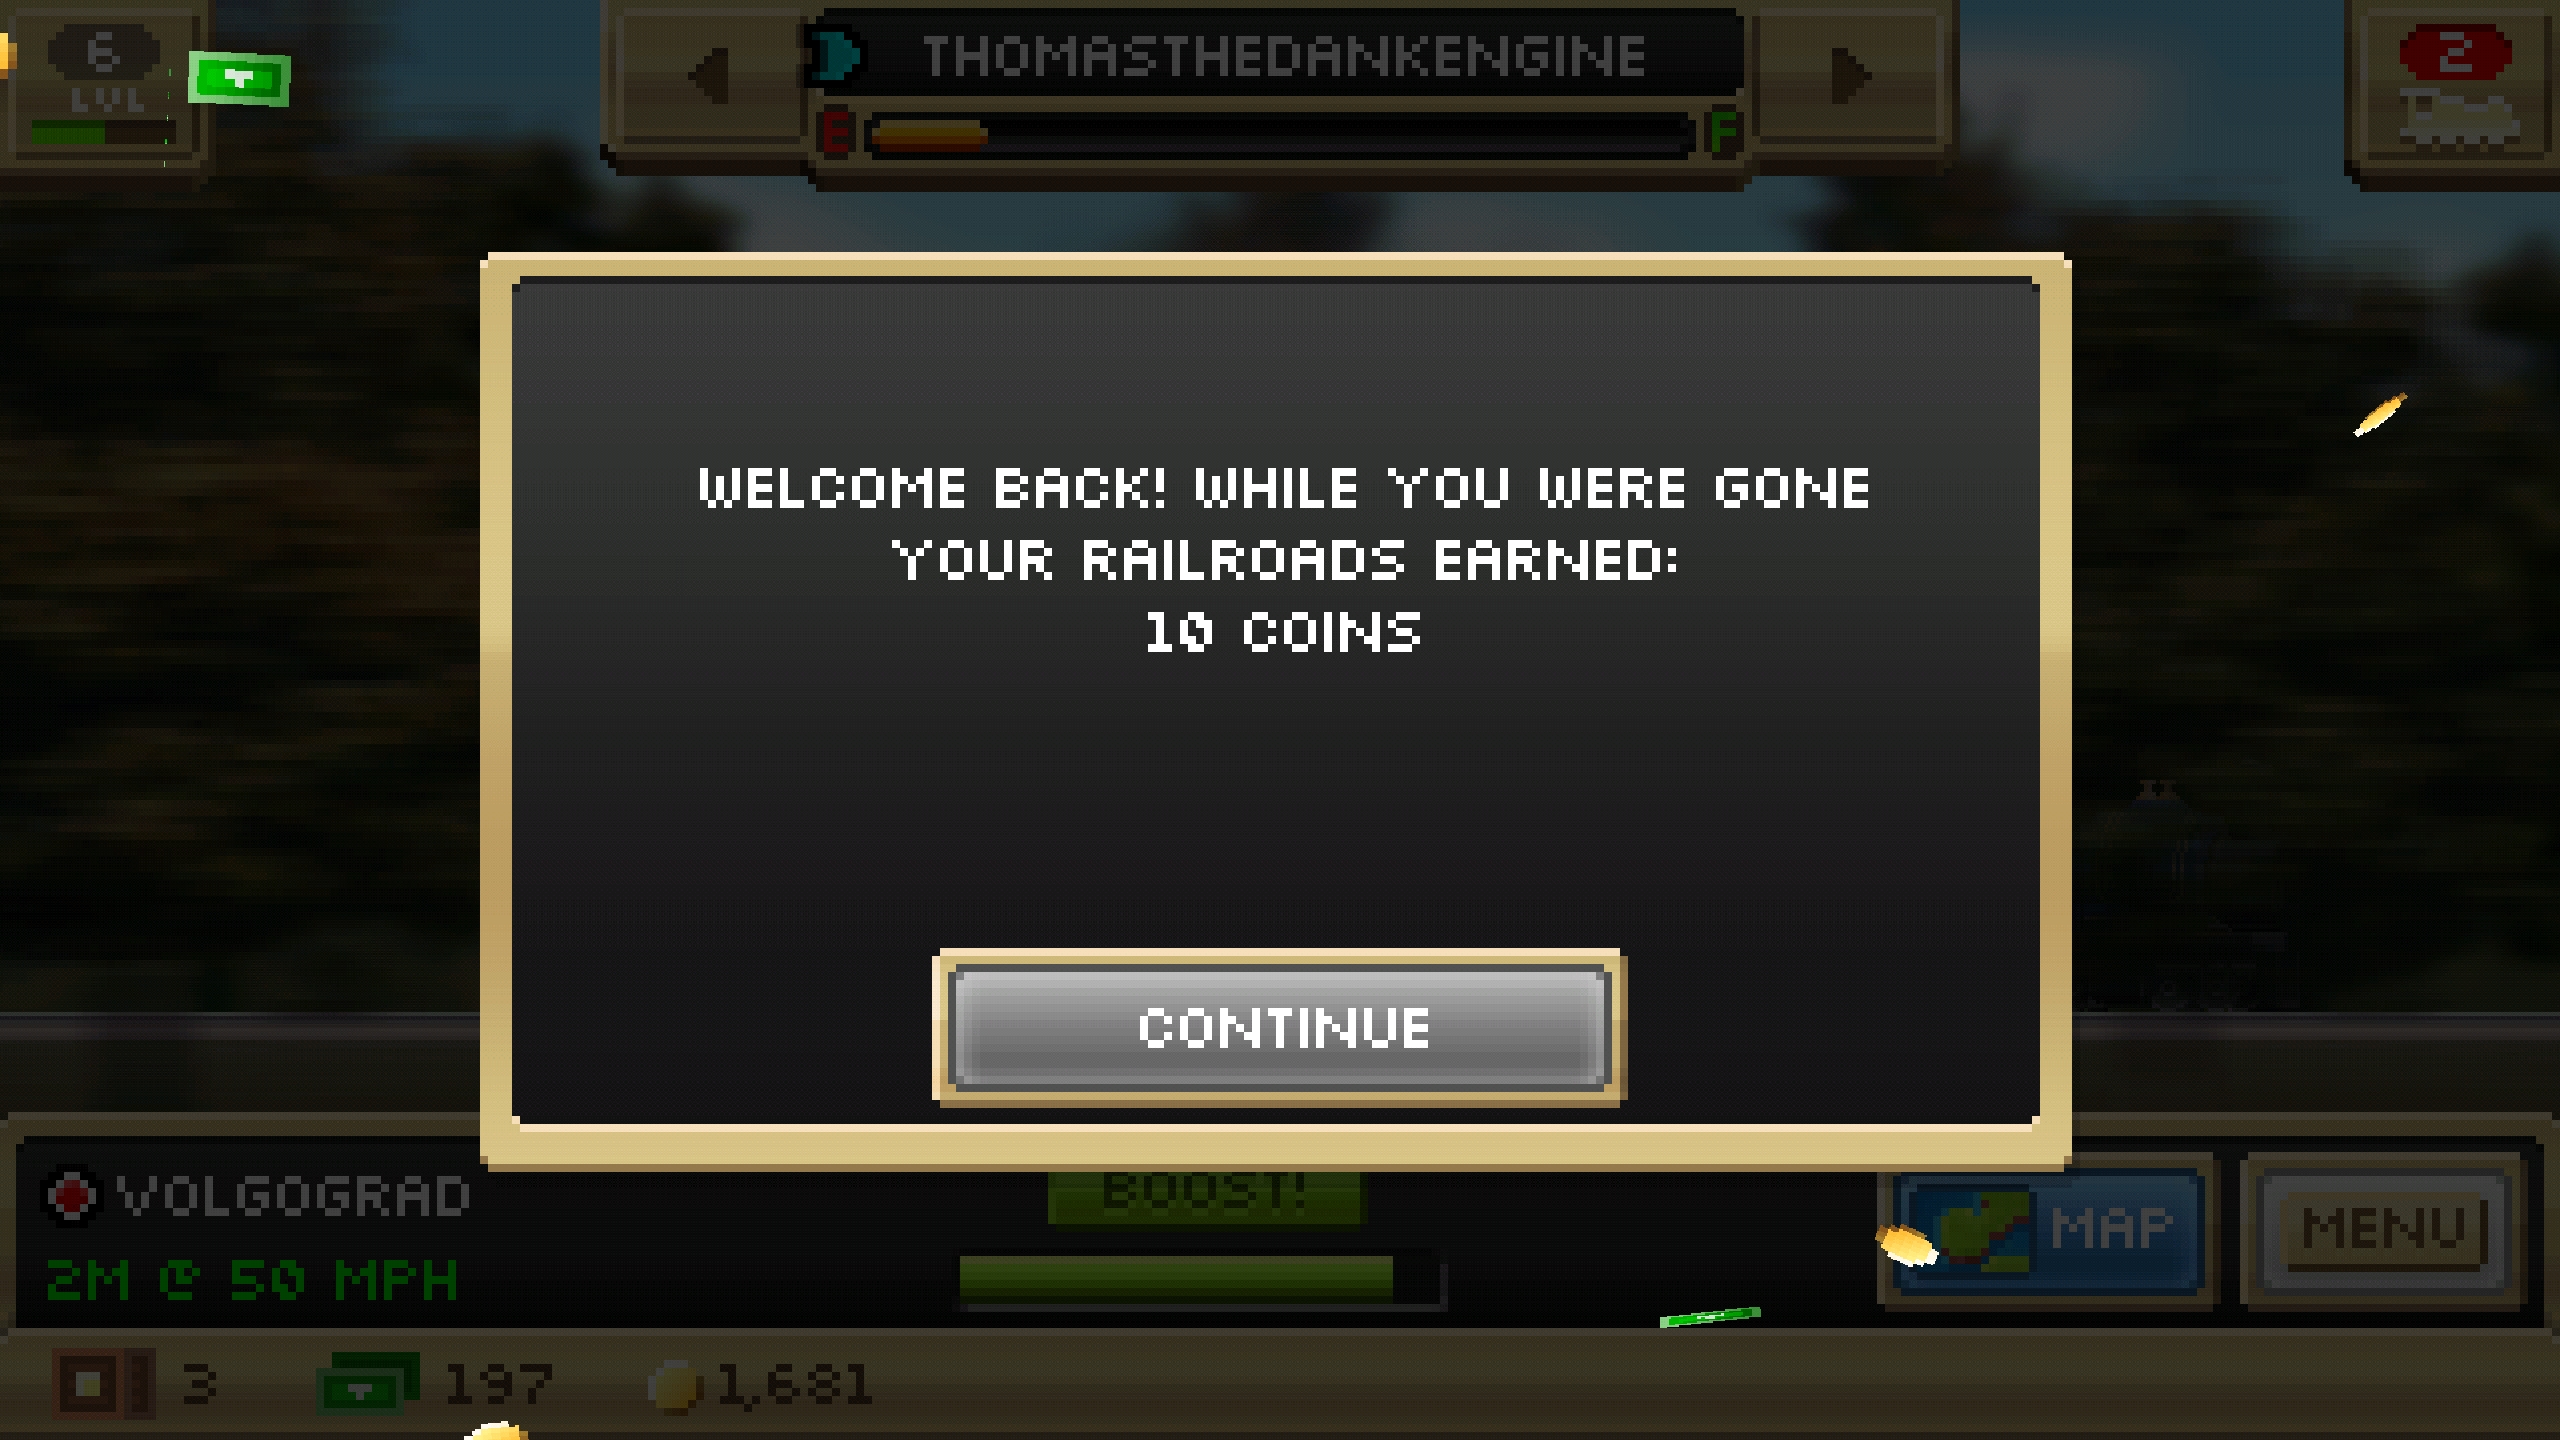 6
LVL
THOMASTHEDANKENGINE
E
F
2
WELCOME BACK! WHILE YOU WERE GONE
YOUR RAILROADS EARNED:
10 COINS
CONTINUE
VOLGOGRAD
2M @ 50 MPH
BOOST!
MAP
MENU
3
197
1,681